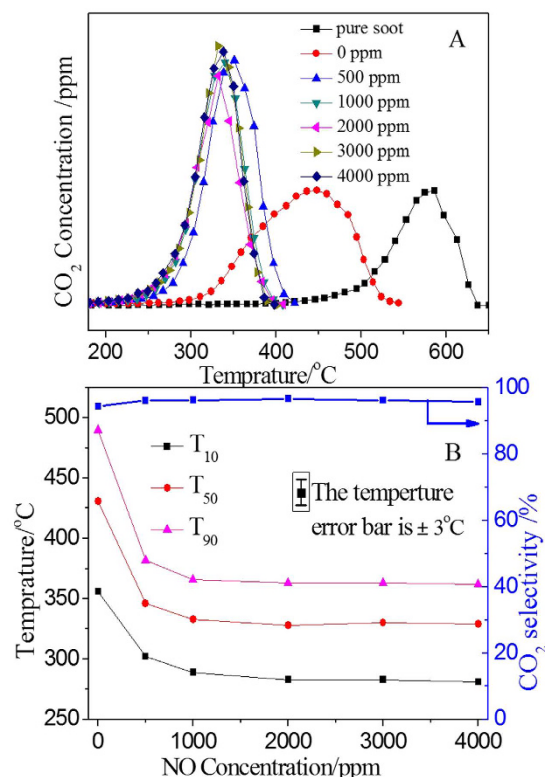 A
pure soot
0 ppm
500 ppm
1000 ppm
2000 ppm
3000 ppm
4000 ppm
CO2 Concentration /ppm
200 300 400 500 600
Temprature/°C
B
T10
T50
T90
The temperture
error bar is ± 3°C
500
450
400
350
300
250
Temprature/°C
100
80
60
40
20
0
CO2 selectivity /%
0 1000 2000 3000 4000
NO Concentration/ppm